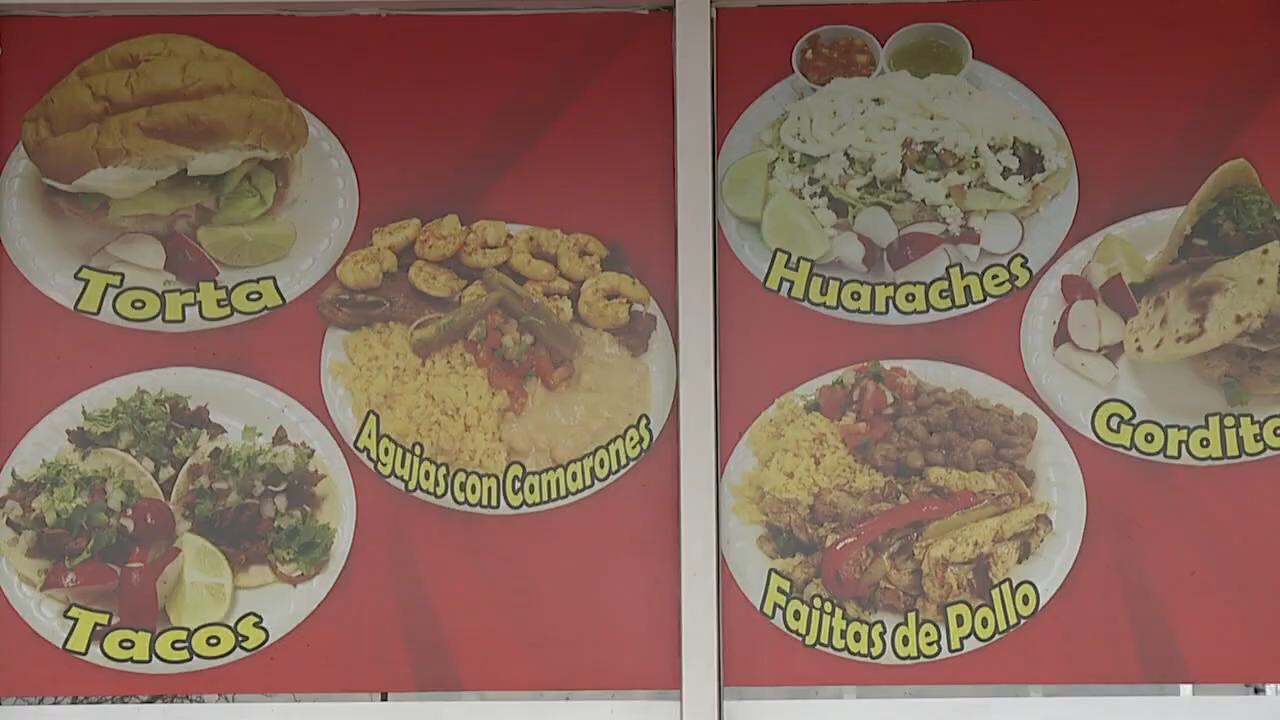 Torta
Agujas con Camarones
Tacos
Huaraches
Fajitas de Pollo